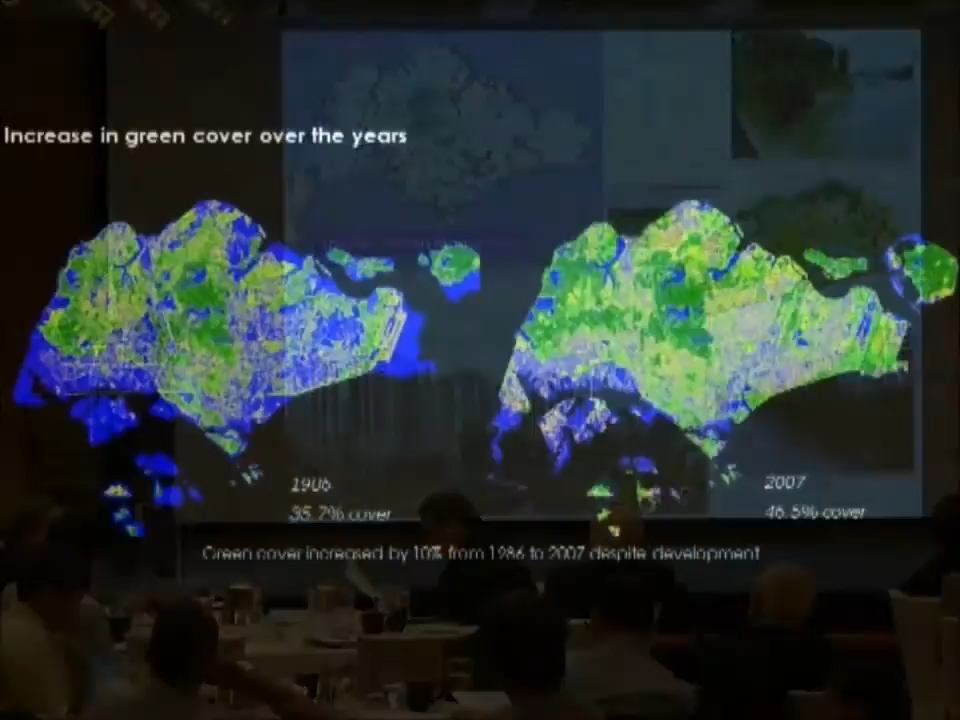 Increase in green cover over the years
1986
35.7% cover
2007
46.5% cover
Green cover increased by 10% from 1986 to 2007 despite development